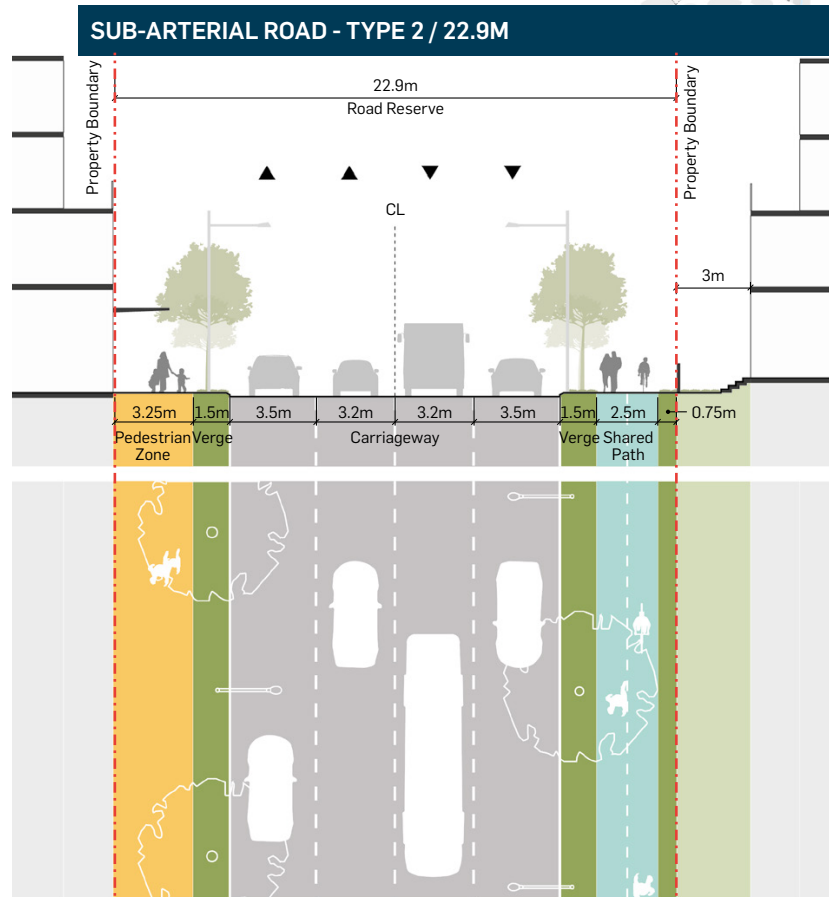 SUB-ARTERIAL ROAD - TYPE 2 / 22.9M
Property Boundary
22.9m
Road Reserve
Property Boundary
CL
3m
3.25m
1.5m
3.5m
3.2m
3.2m
3.5m
1.5m
2.5m
0.75m
Pedestrian
Zone
Verge
Carriageway
Verge
Shared
Path